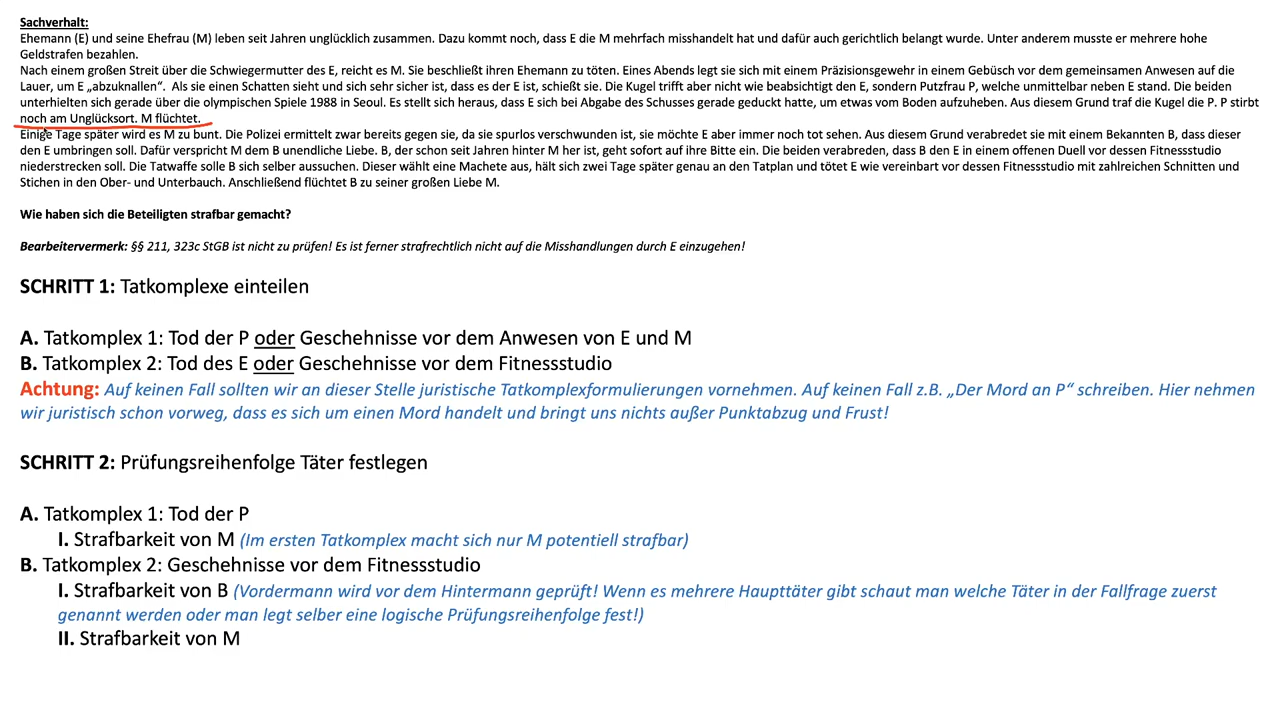 Sachverhalt:
Ehemann (E) und seine Ehefrau (M) leben seit Jahren unglücklich zusammen. Dazu kommt noch, dass E die M mehrfach misshandelt hat und dafür auch gerichtlich belangt wurde. Unter anderem musste er mehrere hohe
Geldstrafen bezahlen.
Nach einem großen Streit über die Schwiegermutter des E, reicht es M. Sie beschließt ihren Ehemann zu töten. Eines Abends legt sie sich mit einem Präzisionsgewehr in einem Gebüsch vor dem gemeinsamen Anwesen auf die
Lauer, um E „abzuknallen“. Als sie einen Schatten sieht und sich sehr sicher ist, dass es der E ist, schießt sie. Die Kugel trifft aber nicht wie beabsichtigt den E, sondern Putzfrau P, welche unmittelbar neben E stand. Die beiden
unterhielten sich gerade über die olympischen Spiele 1988 in Seoul. Es stellt sich heraus, dass E sich bei Abgabe des Schusses gerade geduckt hatte, um etwas vom Boden aufzuheben. Aus diesem Grund traf die Kugel die P. P stirbt
noch am Unglücksort. M flüchtet.
Einige Tage später wird es M zu bunt. Die Polizei ermittelt zwar bereits gegen sie, da sie spurlos verschwunden ist, sie möchte E aber immer noch tot sehen. Aus diesem Grund verabredet sie mit einem Bekannten B, dass dieser
den E umbringen soll. Dafür verspricht M dem B unendliche Liebe. B, der schon seit Jahren hinter M her ist, geht sofort auf ihre Bitte ein. Die beiden verabreden, dass B den E in einem offenen Duell vor dessen Fitnessstudio
niederstrecken soll. Die Tatwaffe solle B sich selber aussuchen. Dieser wählt eine Machete aus, hält sich zwei Tage später genau an den Tatplan und tötet E wie vereinbart vor dessen Fitnessstudio mit zahlreichen Schnitten und
Stichen in den Ober- und Unterbauch. Anschließend flüchtet B zu seiner großen Liebe M.
Wie haben sich die Beteiligten strafbar gemacht?
Bearbeitervermerk: §§ 211, 323c StGB ist nicht zu prüfen! Es ist ferner strafrechtlich nicht auf die Misshandlungen durch E einzugehen!
SCHRITT 1: Tatkomplexe einteilen
A. Tatkomplex 1: Tod der P oder Geschehnisse vor dem Anwesen von E und M
B. Tatkomplex 2: Tod des E oder Geschehnisse vor dem Fitnessstudio
Achtung: Auf keinen Fall sollten wir an dieser Stelle juristische Tatkomplexformulierungen vornehmen. Auf keinen Fall z.B. „Der Mord an P“ schreiben. Hier nehmen
wir juristisch schon vorweg, dass es sich um einen Mord handelt und bringt uns nichts außer Punktabzug und Frust!
SCHRITT 2: Prüfungsreihenfolge Täter festlegen
A. Tatkomplex 1: Tod der P
I. Strafbarkeit von M (Im ersten Tatkomplex macht sich nur M potentiell strafbar)
B. Tatkomplex 2: Geschehnisse vor dem Fitnessstudio
I. Strafbarkeit von B (Vordermann wird vor dem Hintermann geprüft! Wenn es mehrere Haupttäter gibt schaut man welche Täter in der Fallfrage zuerst
genannt werden oder man legt selber eine logische Prüfungsreihenfolge fest!)
II. Strafbarkeit von M